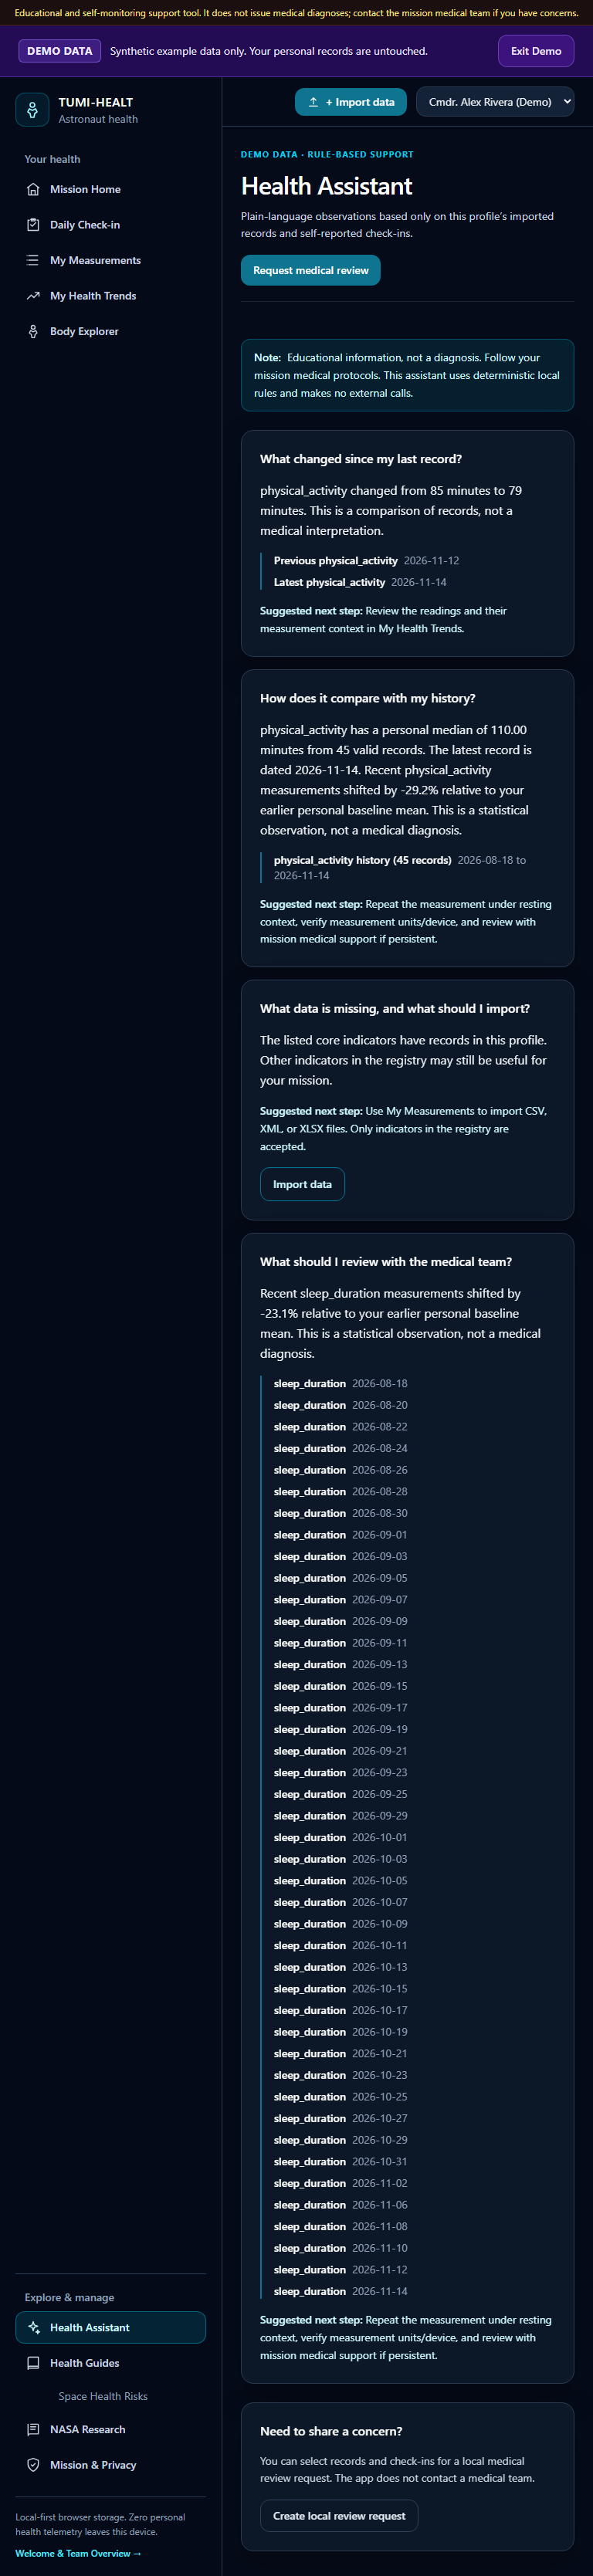 Educational and self-monitoring support tool. It does not issue medical diagnoses; contact the mission medical team if you have concerns.
DEMO DATA Synthetic example data only. Your personal records are untouched. Exit Demo
TUMI-HEALT
Astronaut health
Your health
Mission Home
Daily Check-in
My Measurements
My Health Trends
Body Explorer
+ Import data Cmdr. Alex Rivera (Demo)
DEMO DATA · RULE-BASED SUPPORT
Health Assistant
Plain-language observations based only on this profile's imported
records and self-reported check-ins.
Request medical review
Note: Educational information, not a diagnosis. Follow your
mission medical protocols. This assistant uses deterministic local
rules and makes no external calls.
What changed since my last record?
physical_activity changed from 85 minutes to 79
minutes. This is a comparison of records, not a
medical interpretation.
Previous physical_activity 2026-11-12
Latest physical_activity 2026-11-14
Suggested next step: Review the readings and their
measurement context in My Health Trends.
How does it compare with my history?
physical_activity has a personal median of 110.00
minutes from 45 valid records. The latest record is
dated 2026-11-14. Recent physical_activity
measurements shifted by -29.2% relative to your
earlier personal baseline mean. This is a statistical
observation, not a medical diagnosis.
physical_activity history (45 records) 2026-08-18 to
2026-11-14
Suggested next step: Repeat the measurement under resting
context, verify measurement units/device, and review with
mission medical support if persistent.
What data is missing, and what should I import?
The listed core indicators have records in this profile.
Other indicators in the registry may still be useful for
your mission.
Suggested next step: Use My Measurements to import CSV,
XML, or XLSX files. Only indicators in the registry are
accepted.
Import data
What should I review with the medical team?
Recent sleep_duration measurements shifted by
-23.1% relative to your earlier personal baseline
mean. This is a statistical observation, not a medical
diagnosis.
sleep_duration 2026-08-18
sleep_duration 2026-08-20
sleep_duration 2026-08-22
sleep_duration 2026-08-24
sleep_duration 2026-08-26
sleep_duration 2026-08-28
sleep_duration 2026-08-30
sleep_duration 2026-09-01
sleep_duration 2026-09-03
sleep_duration 2026-09-05
sleep_duration 2026-09-07
sleep_duration 2026-09-09
sleep_duration 2026-09-11
sleep_duration 2026-09-13
sleep_duration 2026-09-15
sleep_duration 2026-09-17
sleep_duration 2026-09-19
sleep_duration 2026-09-21
sleep_duration 2026-09-23
sleep_duration 2026-09-25
sleep_duration 2026-09-29
sleep_duration 2026-10-01
sleep_duration 2026-10-03
sleep_duration 2026-10-05
sleep_duration 2026-10-07
sleep_duration 2026-10-09
sleep_duration 2026-10-11
sleep_duration 2026-10-13
sleep_duration 2026-10-15
sleep_duration 2026-10-17
sleep_duration 2026-10-19
sleep_duration 2026-10-21
sleep_duration 2026-10-23
sleep_duration 2026-10-25
sleep_duration 2026-10-27
sleep_duration 2026-10-29
sleep_duration 2026-10-31
sleep_duration 2026-11-02
sleep_duration 2026-11-06
sleep_duration 2026-11-08
sleep_duration 2026-11-10
sleep_duration 2026-11-12
sleep_duration 2026-11-14
Suggested next step: Repeat the measurement under resting
context, verify measurement units/device, and review with
mission medical support if persistent.
Need to share a concern?
You can select records and check-ins for a local medical
review request. The app does not contact a medical team.
Create local review request
Explore & manage
Health Assistant
Health Guides
Space Health Risks
NASA Research
Mission & Privacy
Local-first browser storage. Zero personal
health telemetry leaves this device.
Welcome & Team Overview →